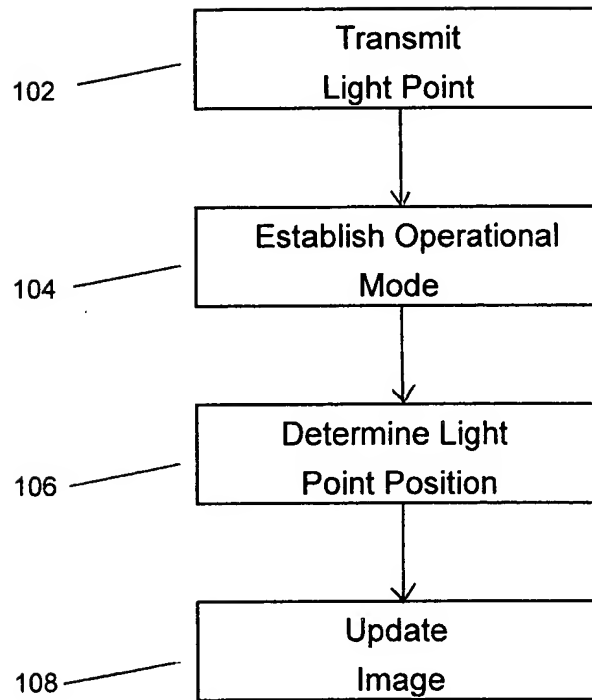 Transmit
Light Point
102
Establish Operational
Mode
104
Determine Light
Point Position
106
Update
Image
108